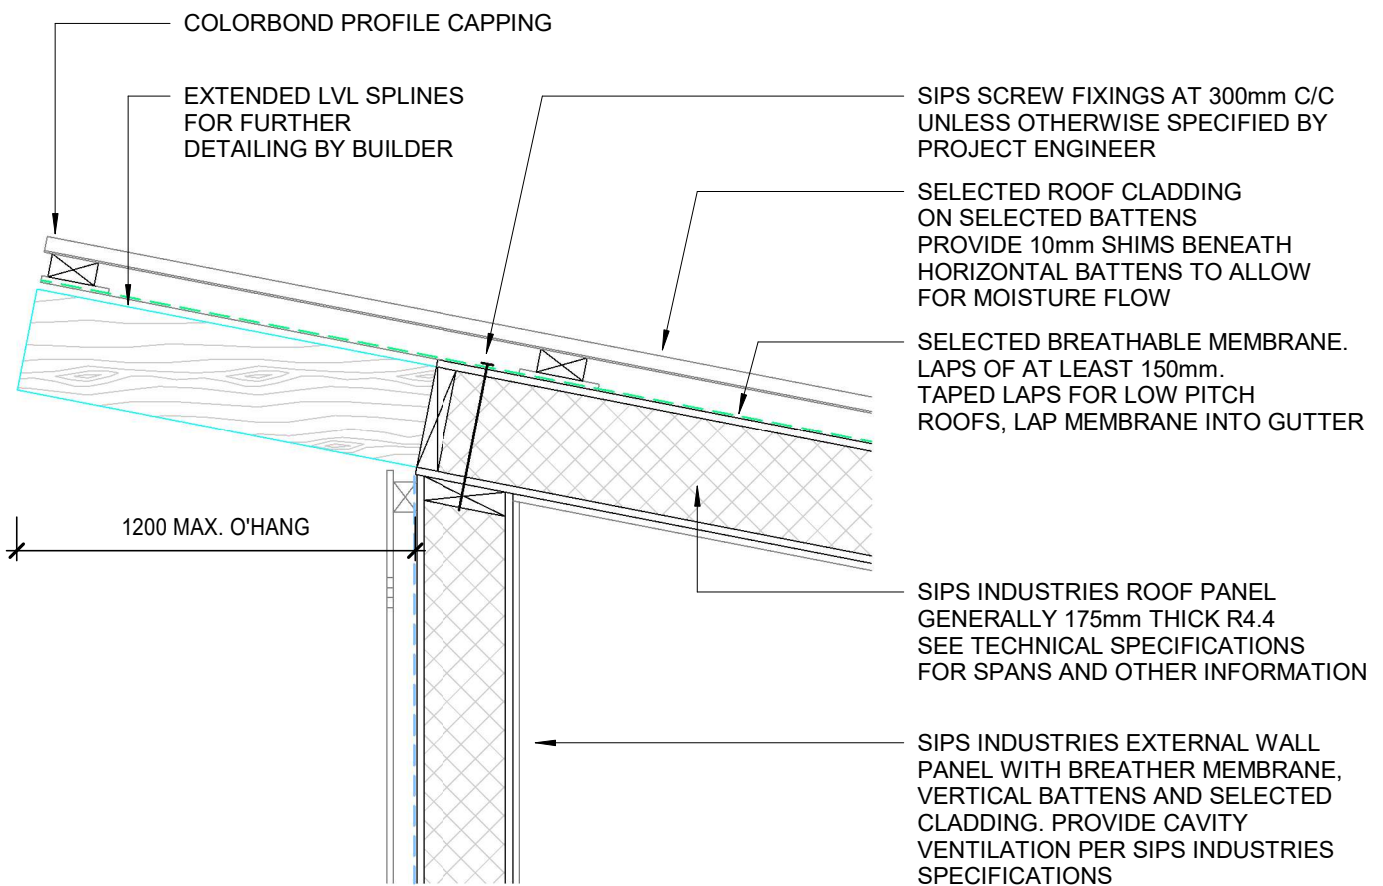 COLORBOND PROFILE CAPPING
EXTENDED LVL SPLINES
FOR FURTHER
DETAILING BY BUILDER
SIPS SCREW FIXINGS AT 300mm C/C
UNLESS OTHERWISE SPECIFIED BY
PROJECT ENGINEER
SELECTED ROOF CLADDING
ON SELECTED BATTENS
PROVIDE 10mm SHIMS BENEATH
HORIZONTAL BATTENS TO ALLOW
FOR MOISTURE FLOW
SELECTED BREATHABLE MEMBRANE.
LAPS OF AT LEAST 150mm.
TAPED LAPS FOR LOW PITCH
ROOFS, LAP MEMBRANE INTO GUTTER
1200 MAX. O'HANG
SIPS INDUSTRIES ROOF PANEL
GENERALLY 175mm THICK R4.4
SEE TECHNICAL SPECIFICATIONS
FOR SPANS AND OTHER INFORMATION
SIPS INDUSTRIES EXTERNAL WALL
PANEL WITH BREATHER MEMBRANE,
VERTICAL BATTENS AND SELECTED
CLADDING. PROVIDE CAVITY
VENTILATION PER SIPS INDUSTRIES
SPECIFICATIONS